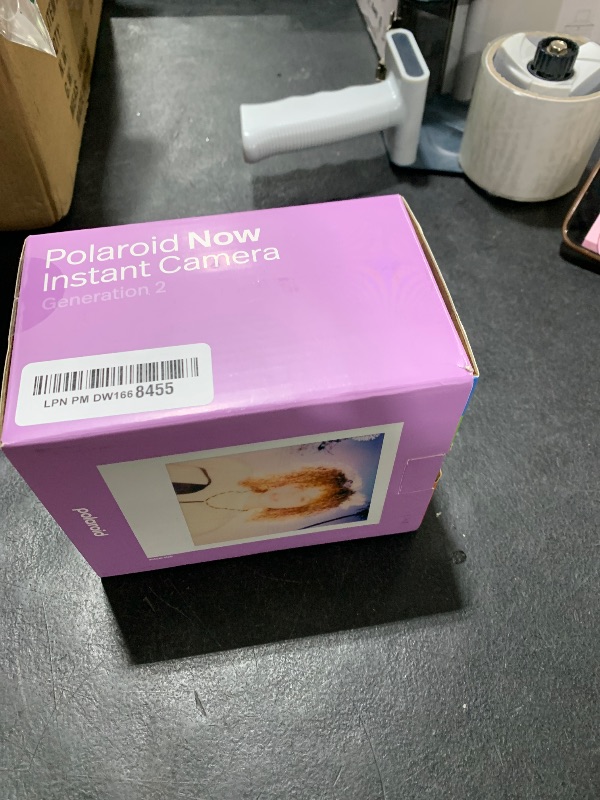 Polaroid Now
Instant Camera
Generation 2
LPN PM DW166 8455
polaroid